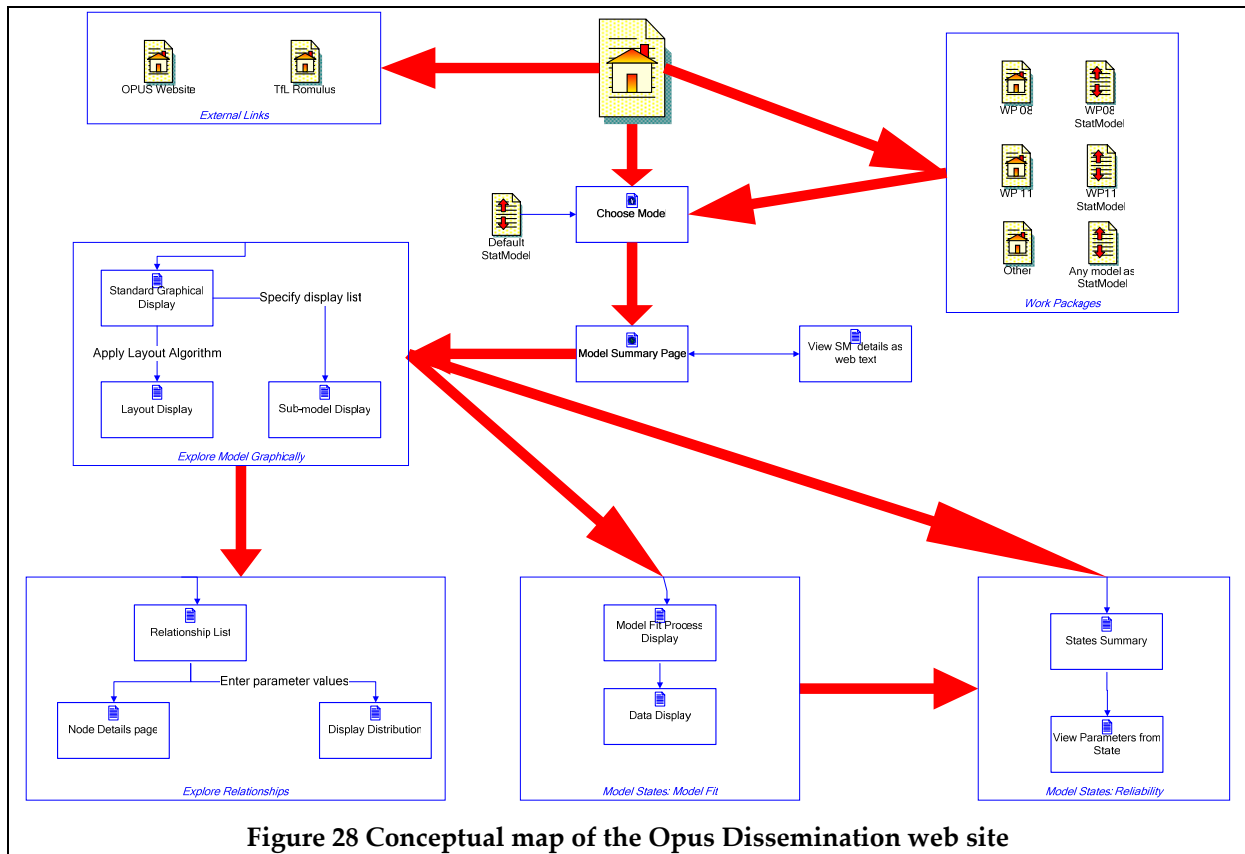 OPUS Website
TfL Romulus
External Links
WP 08
WP08
StatModel
WP 11
WP11
StatModel
Other
Any model as
StatModel
Work Packages
Choose Model
Default
StatModel
Standard Graphical
Display
Specify display list
Apply Layout Algorithm
Layout Display
Sub-model Display
Explore Model Graphically
Model Summary Page
View SM details as
web text
Relationship List
Enter parameter values
Node Details page
Display Distribution
Explore Relationships
Model Fit Process
Display
Data Display
Model States: Model Fit
States Summary
View Parameters from
State
Model States: Reliability
Figure 28 Conceptual map of the Opus Dissemination web site